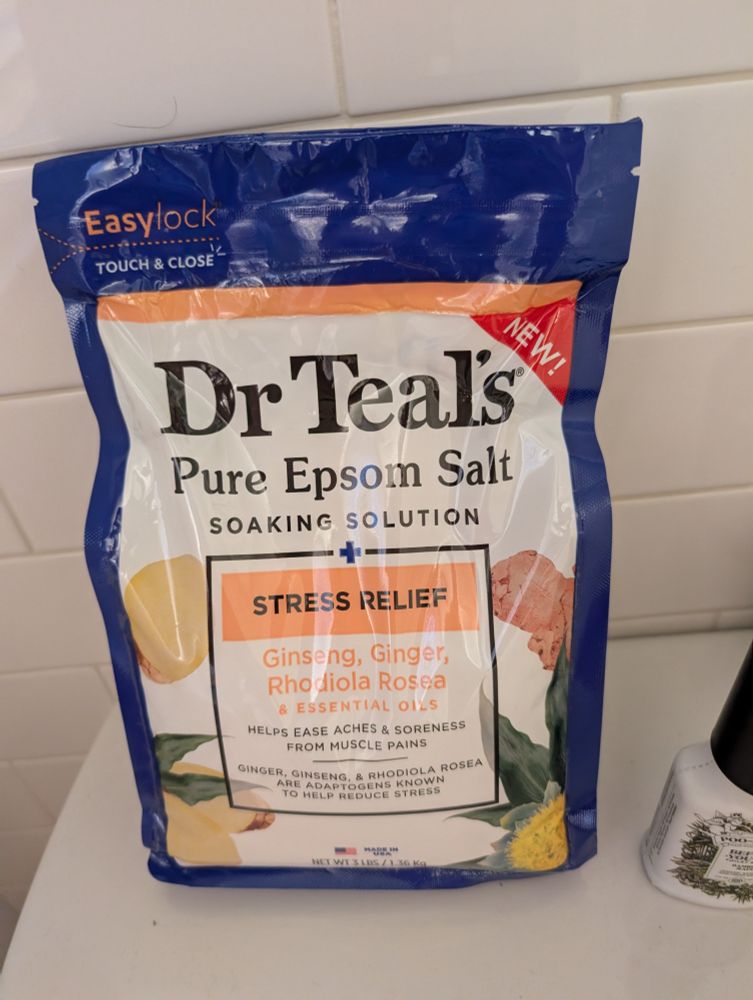 Easylock
TOUCH & CLOSE
NEW!
Dr Teal's®
Pure Epsom Salt
SOAKING SOLUTION
STRESS RELIEF
Ginseng, Ginger,
Rhodiola Rosea
& ESSENTIAL OILS
HELPS EASE ACHES & SORENESS
FROM MUSCLE PAINS
GINGER, GINSENG, & RHODIOLA ROSEA
ARE ADAPTOGENS KNOWN
TO HELP REDUCE STRESS
MADE IN
USA
NET WT 3 LBS / 1.36 Kg
POO